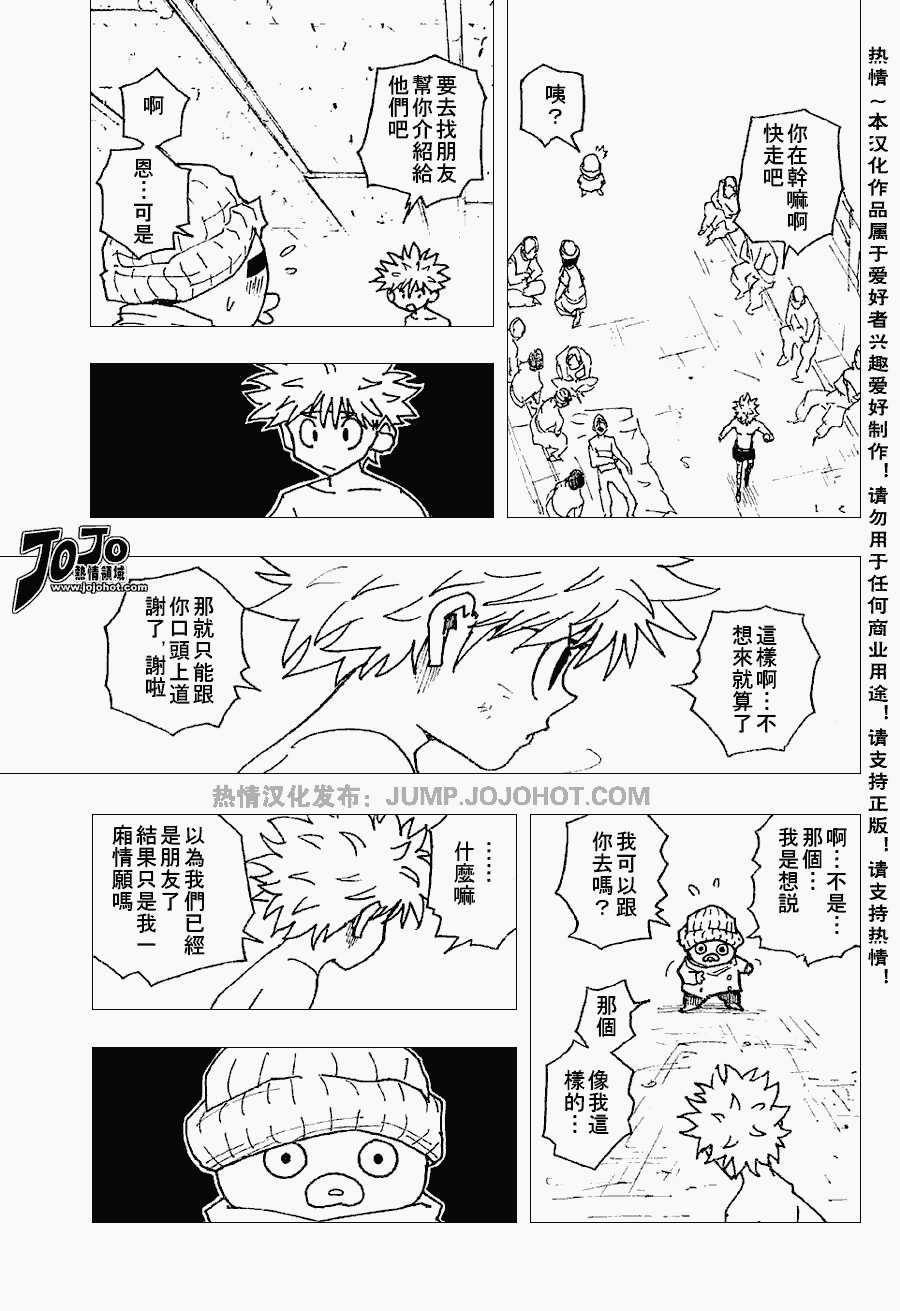 你在幹嘛啊
快走吧
咦？
要去找朋友
幫你介紹給
他們吧
啊
恩…可是
這樣啊…不
想來就算了
那就只能跟
你口頭上道
謝了，謝啦
啊…不是…
那個…
我是想說
我可以跟
你去嗎？
那個
像我這
樣的…
……
什麼嘛
以為我們已經
是朋友了
結果只是我一
廂情願嗎
JOJO
熱情領域
www.jojohot.com
热情汉化发布：JUMP.JOJOHOT.COM
热情～本汉化作品属于爱好者兴趣爱好制作！请勿用于任何商业用途！请支持正版！请支持热情！